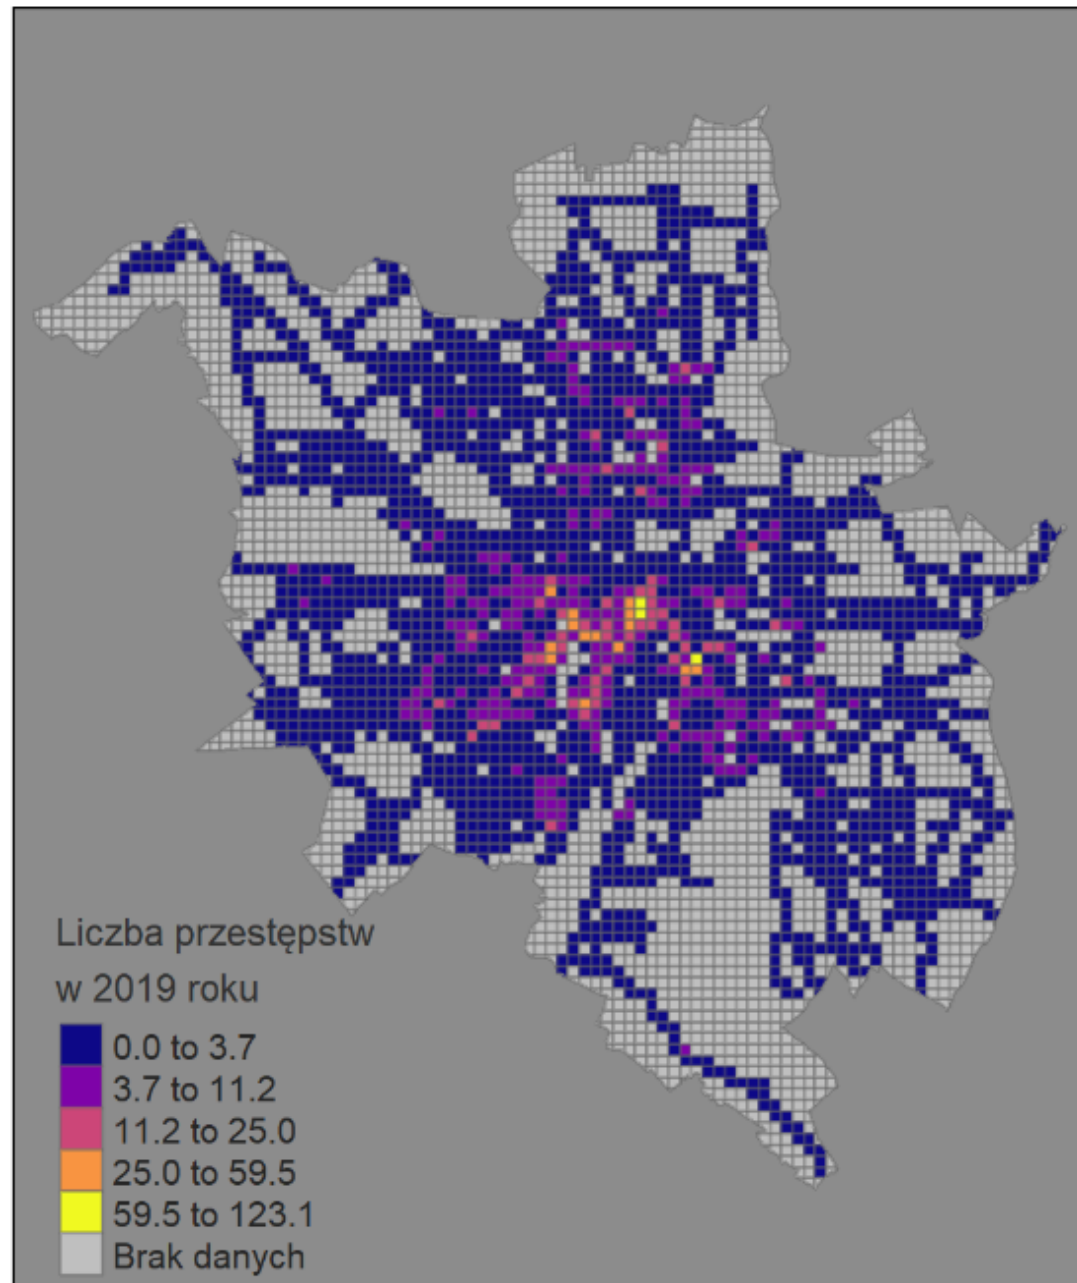 Liczba przestępstw
w 2019 roku
0.0 to 3.7
3.7 to 11.2
11.2 to 25.0
25.0 to 59.5
59.5 to 123.1
Brak danych